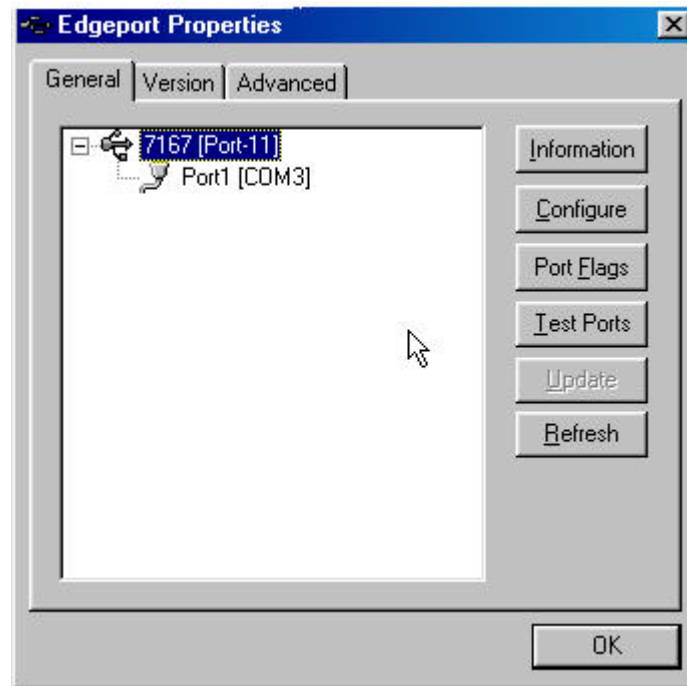 Edgeport Properties
General Version Advanced
7167 [Port-11]
Port1 [COM3]
Information
Configure
Port Flags
Test Ports
Update
Refresh
OK